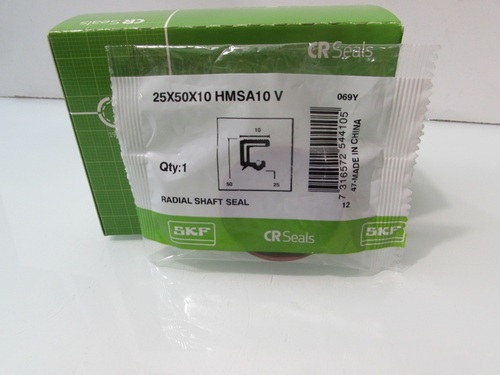 CR Seals
25X50X10 HMSA10 V
069Y
10
Qty:1
50
25
RADIAL SHAFT SEAL
7 316572 544105
47-MADE IN CHINA
12
SKF
CR Seals
SKF